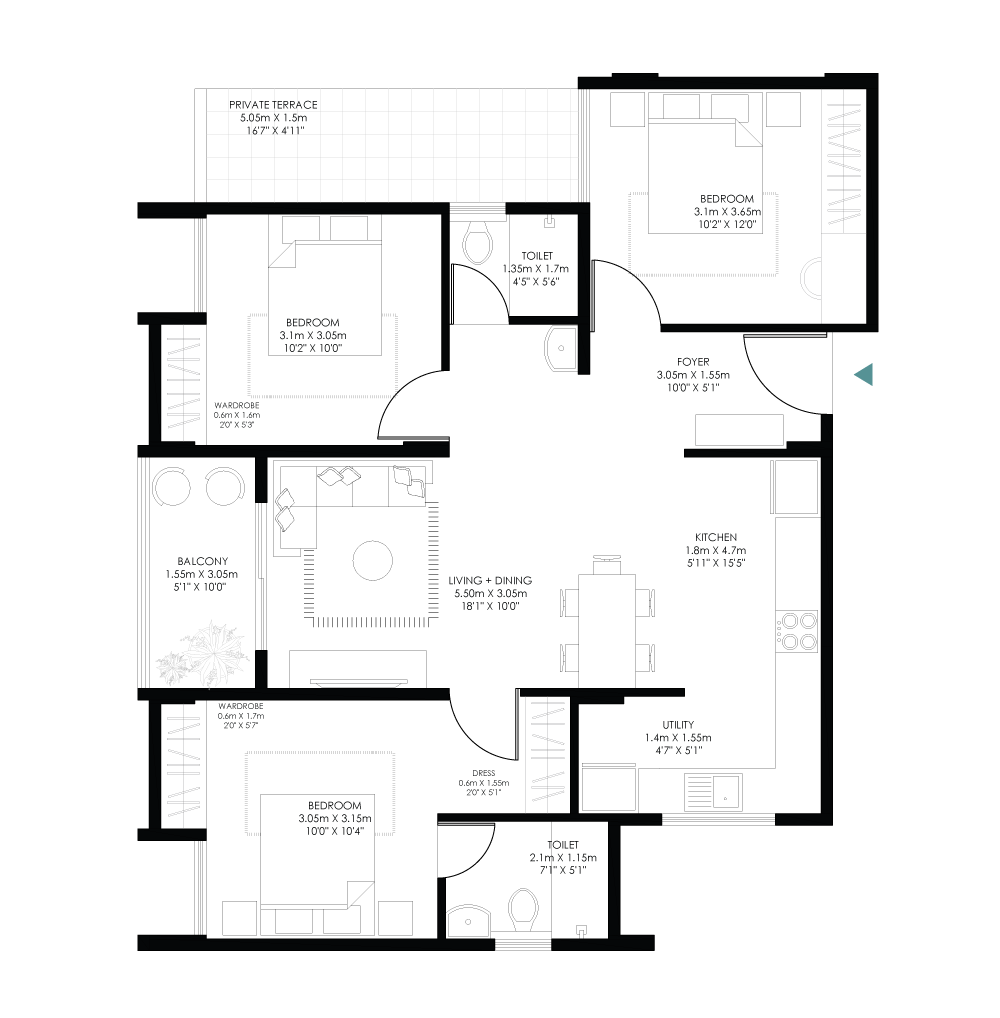 PRIVATE TERRACE
5.05m X 1.5m
16'7" X 4'11"
BEDROOM
3.1m X 3.65m
10'2" X 12'0"
TOILET
1.35m X 1.7m
4'5" X 5'6"
BEDROOM
3.1m X 3.05m
10'2" X 10'0"
FOYER
3.05m X 1.55m
10'0" X 5'1"
WARDROBE
0.6m X 1.6m
2'0" X 5'3"
KITCHEN
1.8m X 4.7m
5'11" X 15'5"
BALCONY
1.55m X 3.05m
5'1" X 10'0"
LIVING + DINING
5.50m X 3.05m
18'1" X 10'0"
WARDROBE
0.6m X 1.7m
2'0" X 5'7"
UTILITY
1.4m X 1.55m
4'7" X 5'1"
DRESS
0.6m X 1.55m
2'0" X 5'1"
BEDROOM
3.05m X 3.15m
10'0" X 10'4"
TOILET
2.1m X 1.15m
7'1" X 5'1"